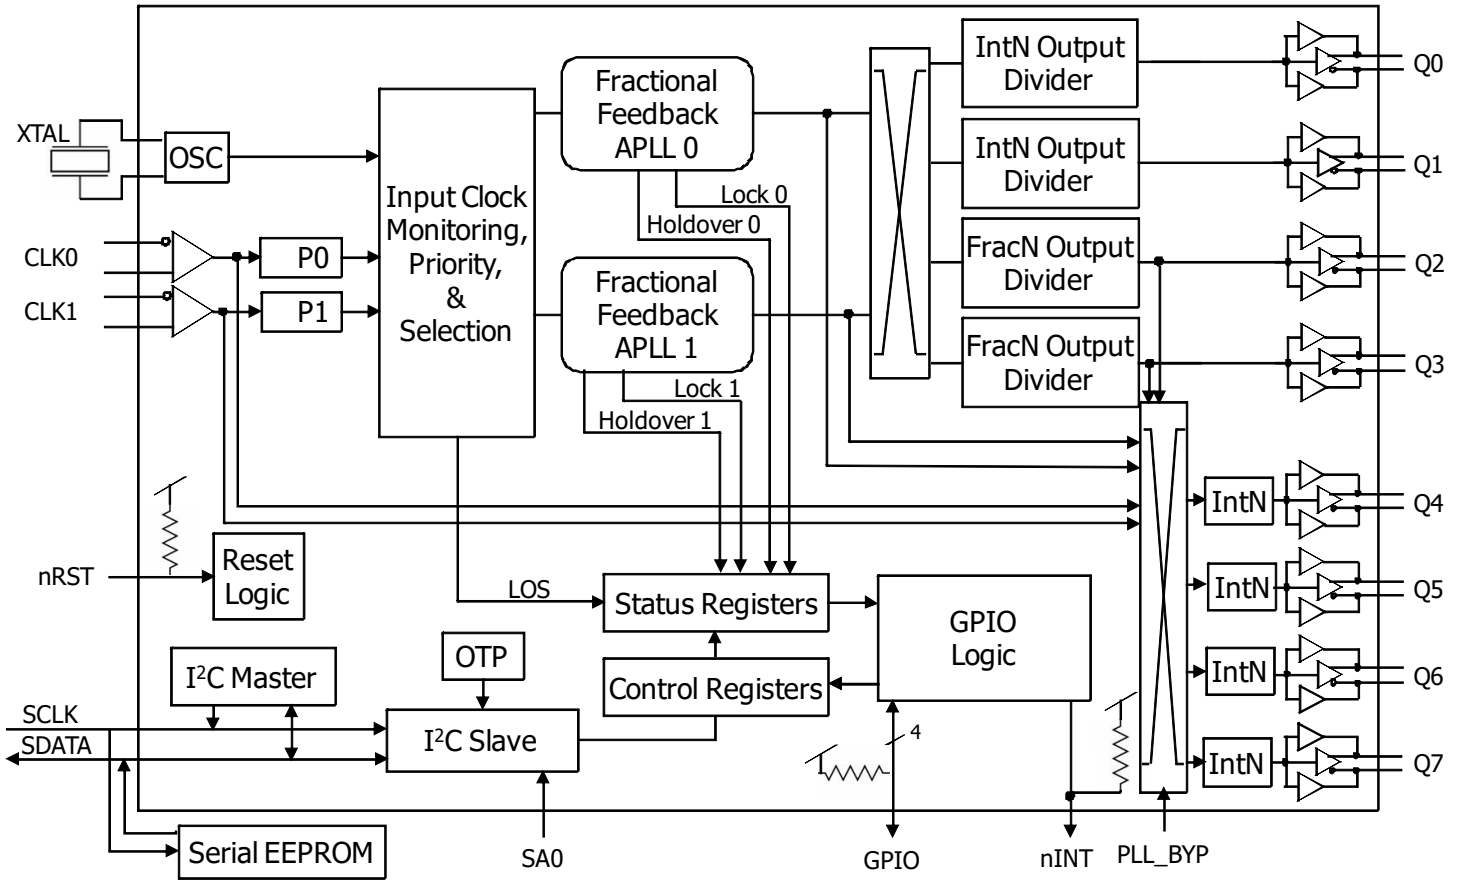 IntN Output
Divider
Q0
Fractional
Feedback
APLL 0
XTAL
OSC
IntN Output
Divider
Q1
Input Clock
Monitoring,
Priority,
&
Selection
Lock 0
Holdover 0
FracN Output
Divider
Q2
CLK0
P0
CLK1
P1
Fractional
Feedback
APLL 1
FracN Output
Divider
Q3
Lock 1
Holdover 1
IntN
Q4
nRST
Reset
Logic
LOS
Status Registers
GPIO
Logic
IntN
Q5
OTP
I²C Master
Control Registers
IntN
Q6
SCLK
SDATA
I²C Slave
4
IntN
Q7
Serial EEPROM
SA0
GPIO
nINT
PLL_BYP